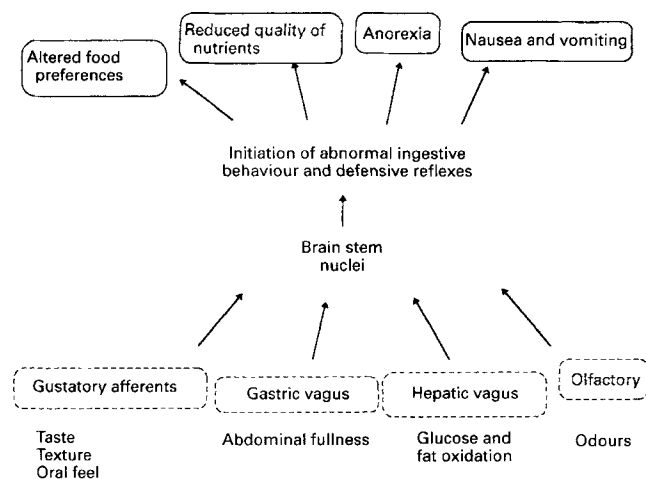 Altered food
preferences
Reduced quality of
nutrients
Anorexia
Nausea and vomiting
Initiation of abnormal ingestive
behaviour and defensive reflexes
Brain stem
nuclei
Gustatory afferents
Gastric vagus
Hepatic vagus
Olfactory
Taste
Texture
Oral feel
Abdominal fullness
Glucose and
fat oxidation
Odours